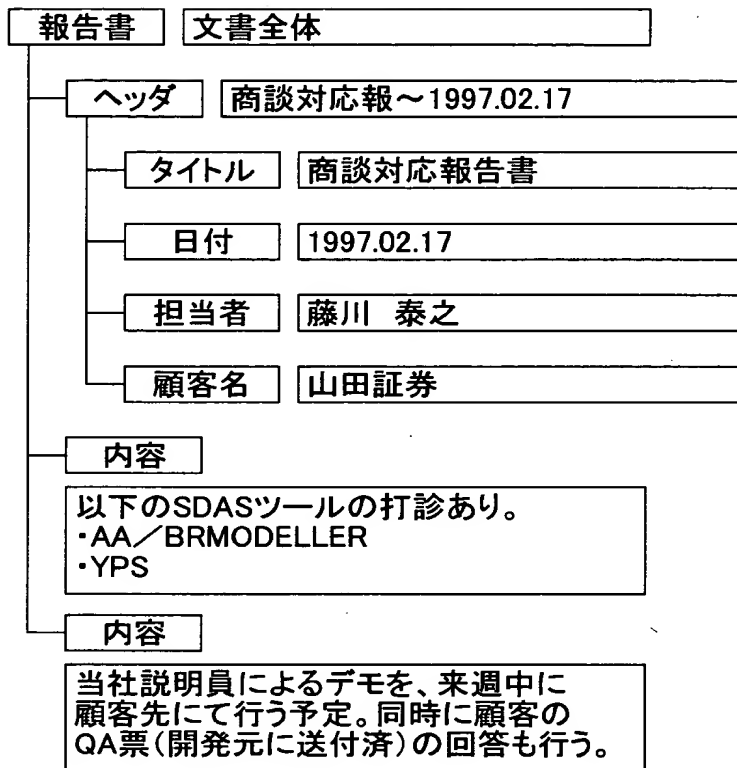 報告書 文書全体
ヘッダ 商談対応報～1997.02.17
タイトル 商談対応報告書
日付 1997.02.17
担当者 藤川 泰之
顧客名 山田証券
内容
以下のSDASツールの打診あり。
・AA／BRMODELLER
・YPS
内容
当社説明員によるデモを、来週中に
顧客先にて行う予定。同時に顧客の
QA票(開発元に送付済)の回答も行う。